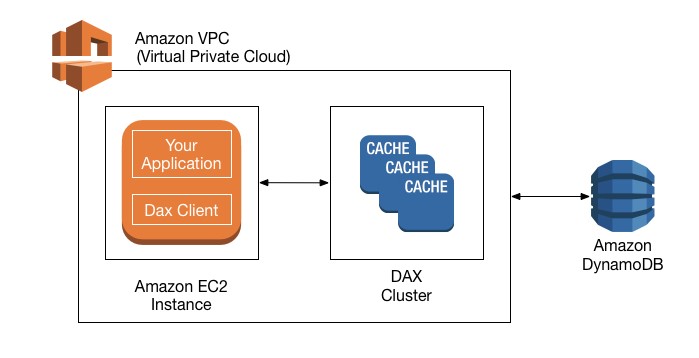 Amazon VPC
(Virtual Private Cloud)
Your
Application
Dax Client
Amazon EC2
Instance
CACHE
CACHE
CACHE
DAX
Cluster
Amazon
DynamoDB